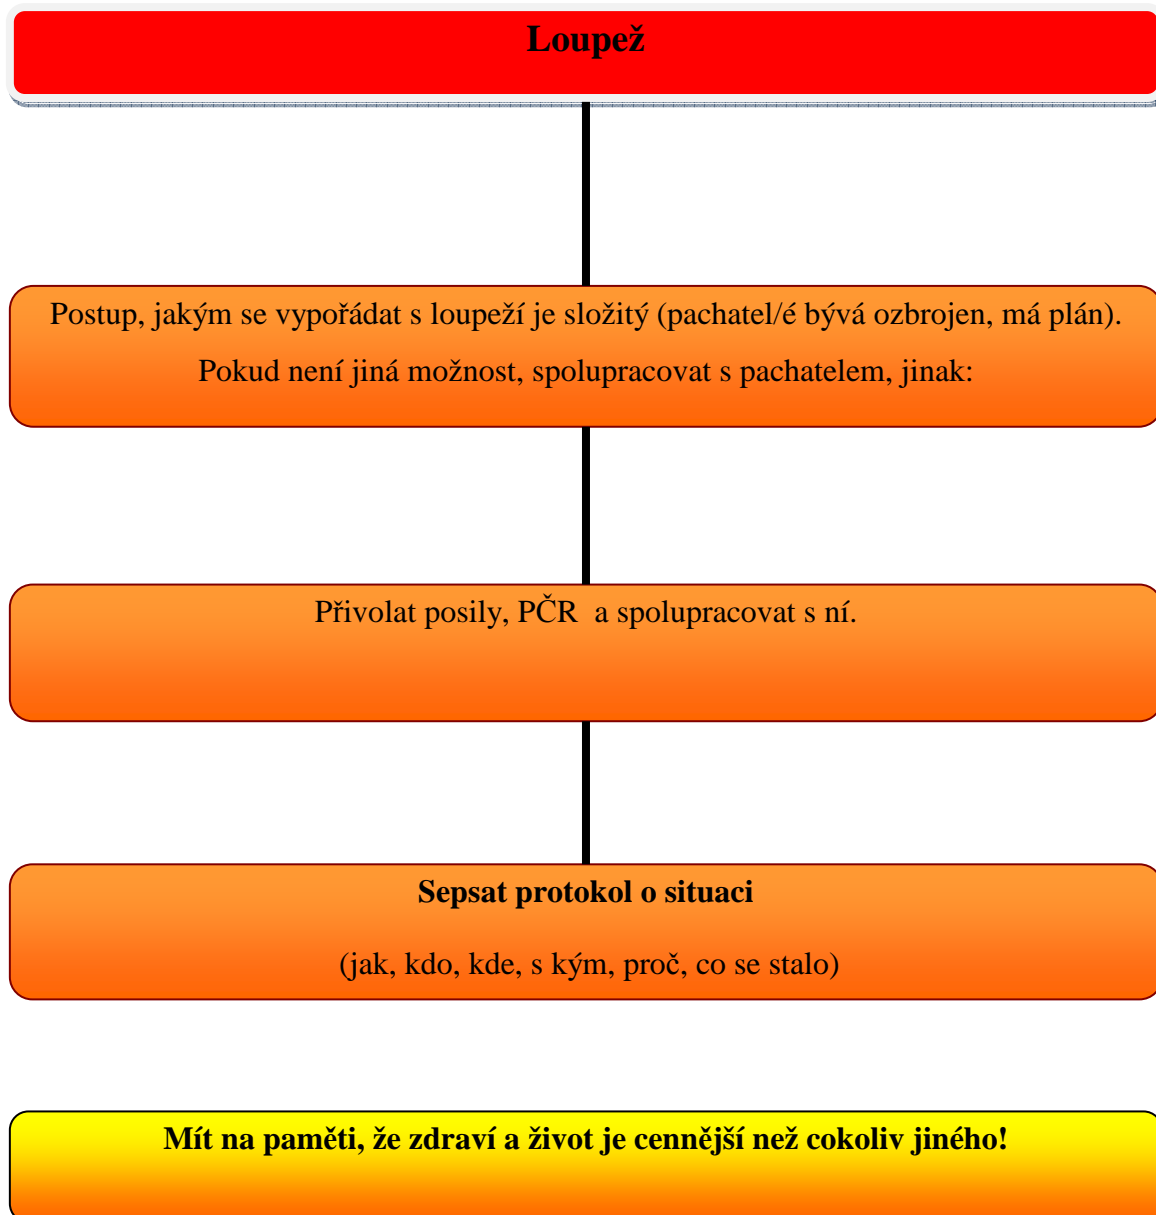 Loupež
Postup, jakým se vypořádat s loupeží je složitý (pachatel/é bývá ozbrojen, má plán).
Pokud není jiná možnost, spolupracovat s pachatelem, jinak:
Přivolat posily, PČR  a spolupracovat s ní.
Sepsat protokol o situaci
(jak, kdo, kde, s kým, proč, co se stalo)
Mít na paměti, že zdraví a život je cennější než cokoliv jiného!